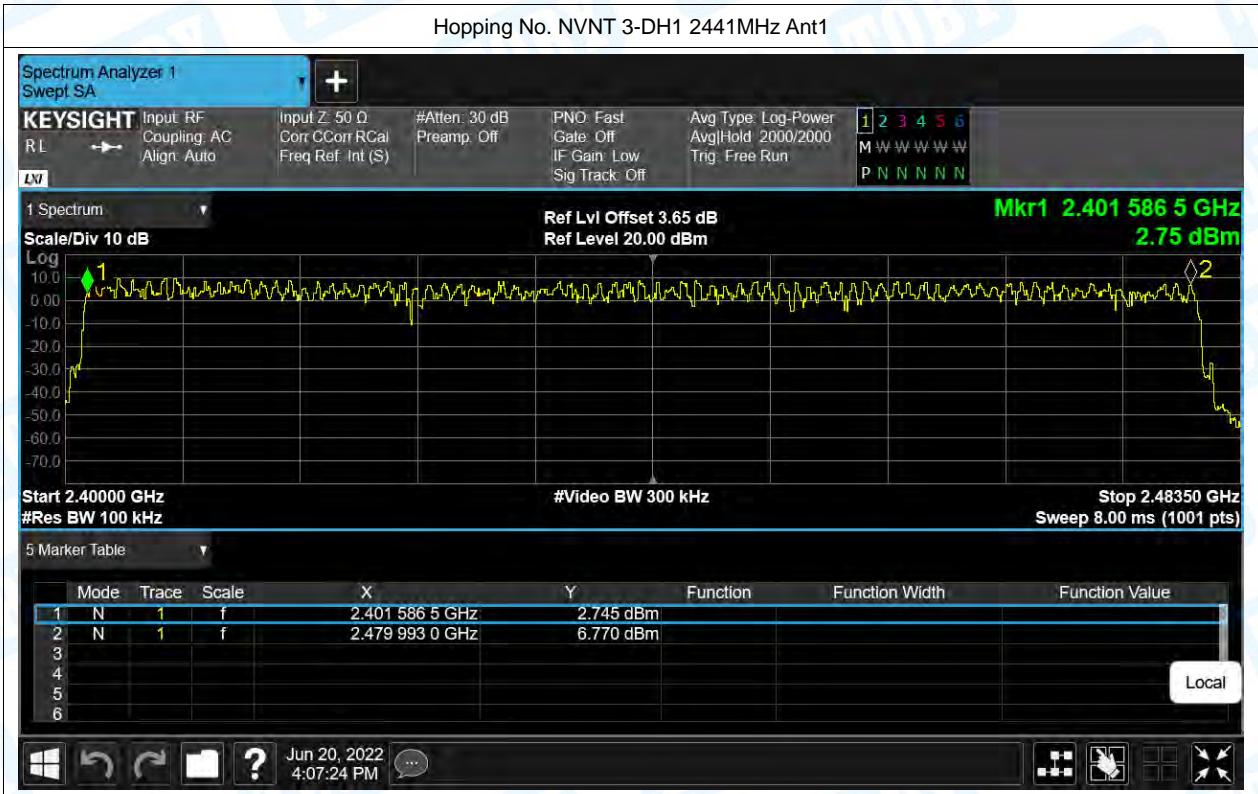 Hopping No. NVNT 3-DH1 2441MHz Ant1
Spectrum Analyzer 1
Swept SA
+
KEYSIGHT
RL
LXI
Input: RF
Coupling: AC
Align: Auto
Input Z: 50 Ω
Corr CCorr RCal
Freq Ref: Int (S)
#Atten: 30 dB
Preamp: Off
PNO: Fast
Gate: Off
IF Gain: Low
Sig Track: Off
Avg Type: Log-Power
Avg|Hold: 2000/2000
Trig: Free Run
1 2 3 4 5 6
M W W W W W
P N N N N N
1 Spectrum
Scale/Div 10 dB
Ref Lvl Offset 3.65 dB
Ref Level 20.00 dBm
Mkr1 2.401 586 5 GHz
2.75 dBm
Log
10.0
0.00
-10.0
-20.0
-30.0
-40.0
-50.0
-60.0
-70.0
1
2
Start 2.40000 GHz
#Res BW 100 kHz
#Video BW 300 kHz
Stop 2.48350 GHz
Sweep 8.00 ms (1001 pts)
5 Marker Table
Mode Trace Scale X Y Function Function Width Function Value
1 N 1 f 2.401 586 5 GHz 2.745 dBm
2 N 1 f 2.479 993 0 GHz 6.770 dBm
3
4
5
6
Local
?
Jun 20, 2022
4:07:24 PM